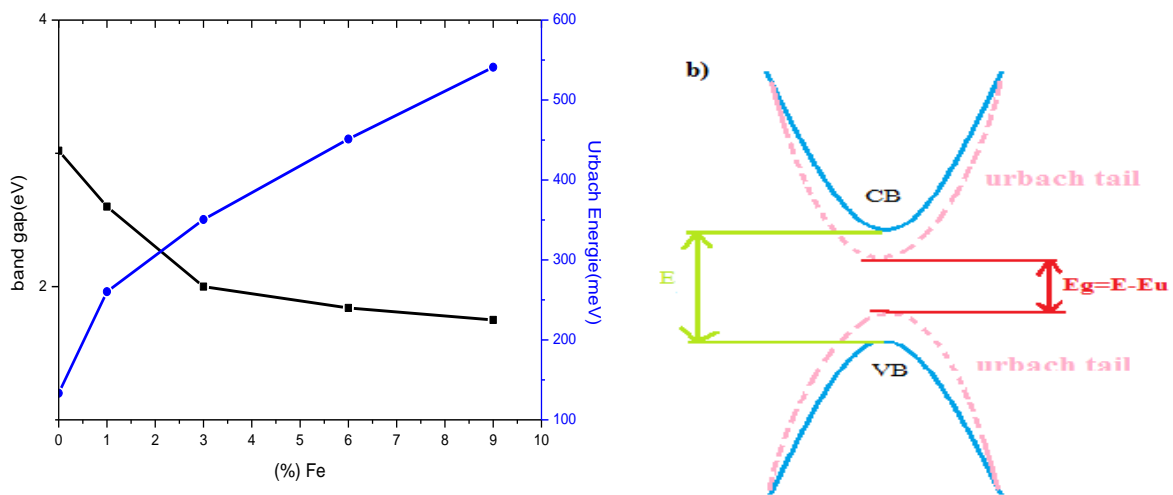 4
2
band gap(eV)
0
1
2
3
4
5
6
7
8
9
10
(%) Fe
600
500
400
300
200
100
Urbach Energie(meV)
b)
urbach tail
CB
E
Eg=E-Eu
VB
urbach tail